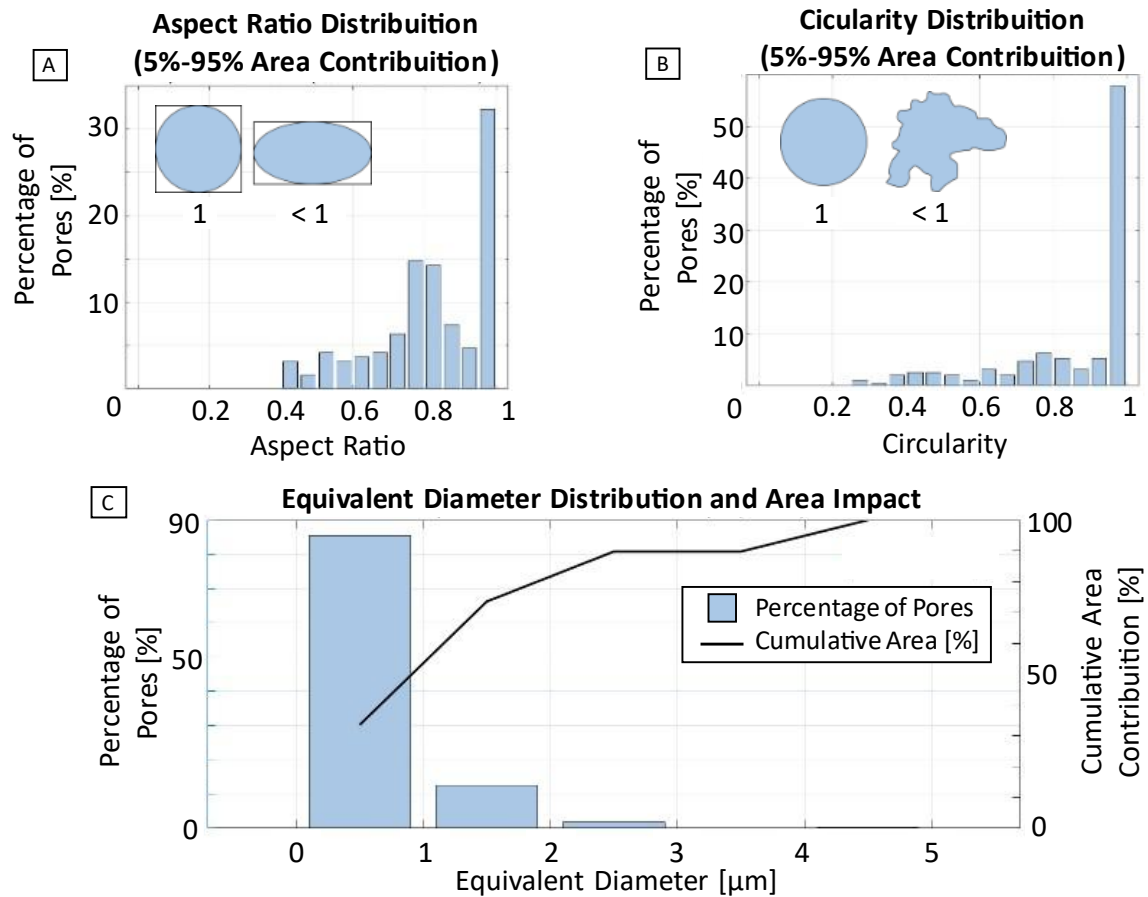 A
Aspect Ratio Distribuition
(5%-95% Area Contribuition)
Percentage of
Pores [%]
30
20
10
0
1
< 1
0.2
0.4
0.6
0.8
1
Aspect Ratio
B
Cicularity Distribuition
(5%-95% Area Contribuition)
Percentage of
Pores [%]
50
40
30
20
10
0
1
< 1
0.2
0.4
0.6
0.8
1
Circularity
C
Equivalent Diameter Distribution and Area Impact
Percentage of
Pores [%]
90
50
0
Percentage of Pores
Cumulative Area [%]
100
50
0
Cumulative Area
Contribution [%]
0
1
2
3
4
5
Equivalent Diameter [µm]